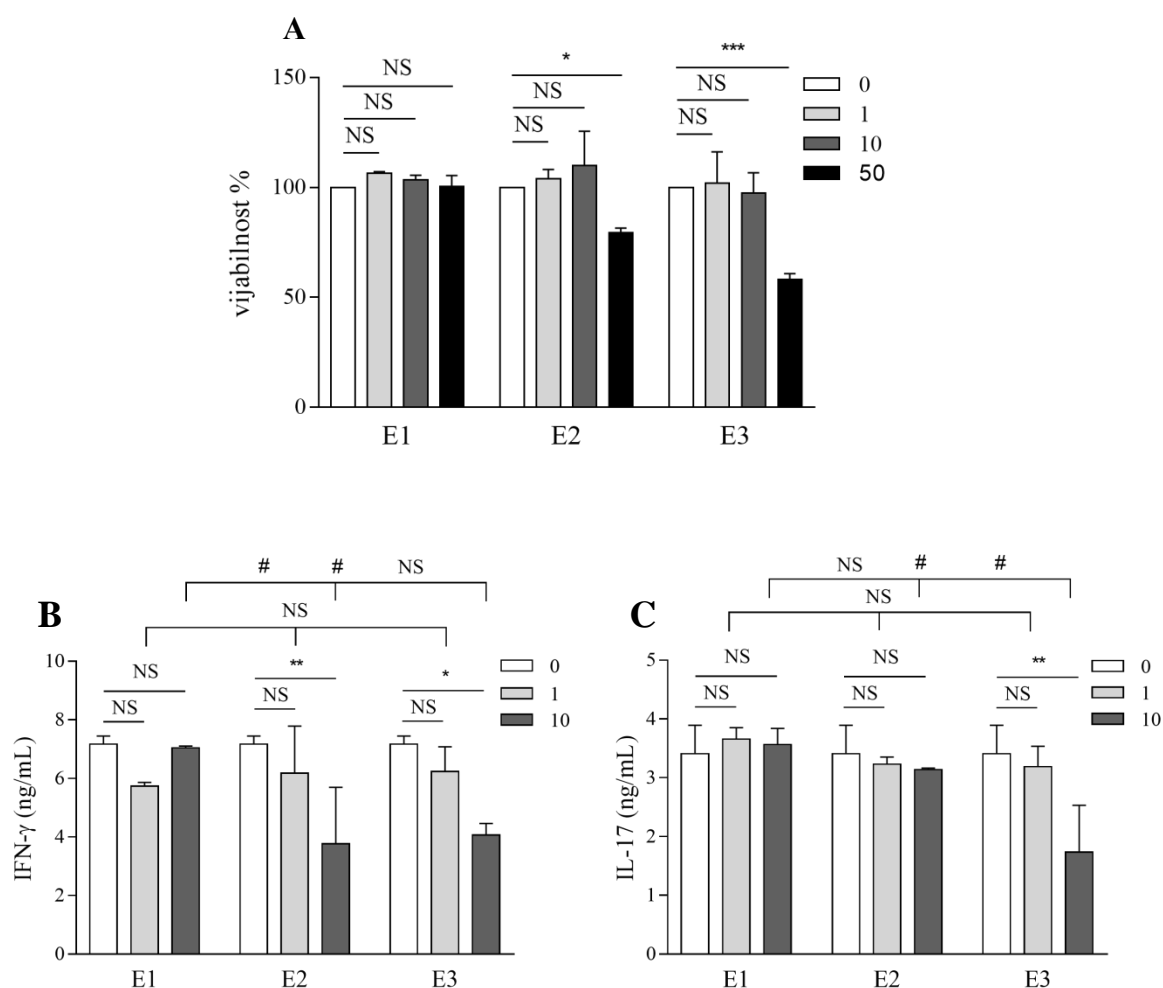 A
NS * ***
NS NS NS
NS NS NS
0
1
10
50
150
100
50
0
vijabilnost %
E1 E2 E3
B
# # NS
NS
NS ** *
NS NS NS
0
1
10
10
8
6
4
2
0
IFN-γ (ng/mL)
E1 E2 E3
C
NS # #
NS
NS NS **
NS NS NS
0
1
10
5
4
3
2
1
0
IL-17 (ng/mL)
E1 E2 E3